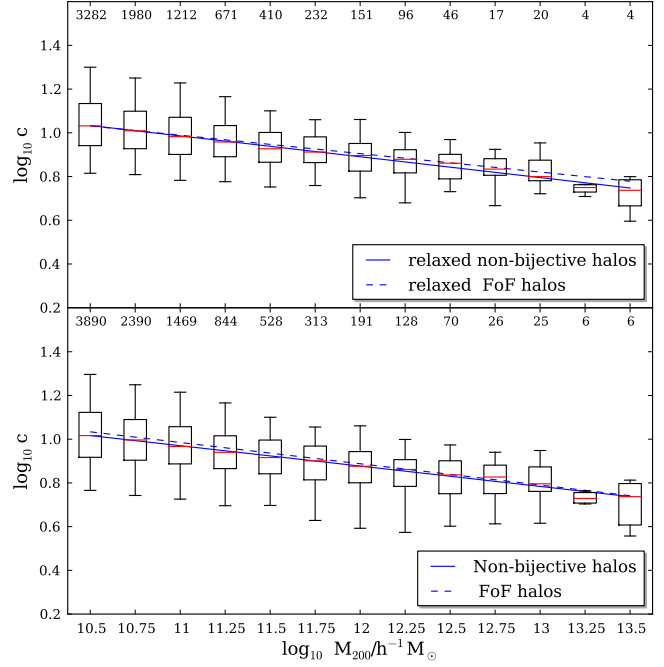 3282 1980 1212 671 410 232 151 96 46 17 20 4 4
1.4
1.2
1.0
0.8
0.6
0.4
0.2
log₁₀ c
relaxed non-bijective halos
relaxed FoF halos
3890 2390 1469 844 528 313 191 128 70 26 25 6 6
1.4
1.2
1.0
0.8
0.6
0.4
0.2
log₁₀ c
Non-bijective halos
FoF halos
10.5 10.75 11 11.25 11.5 11.75 12 12.25 12.5 12.75 13 13.25 13.5
log₁₀ M₂₀₀/h⁻¹M☉